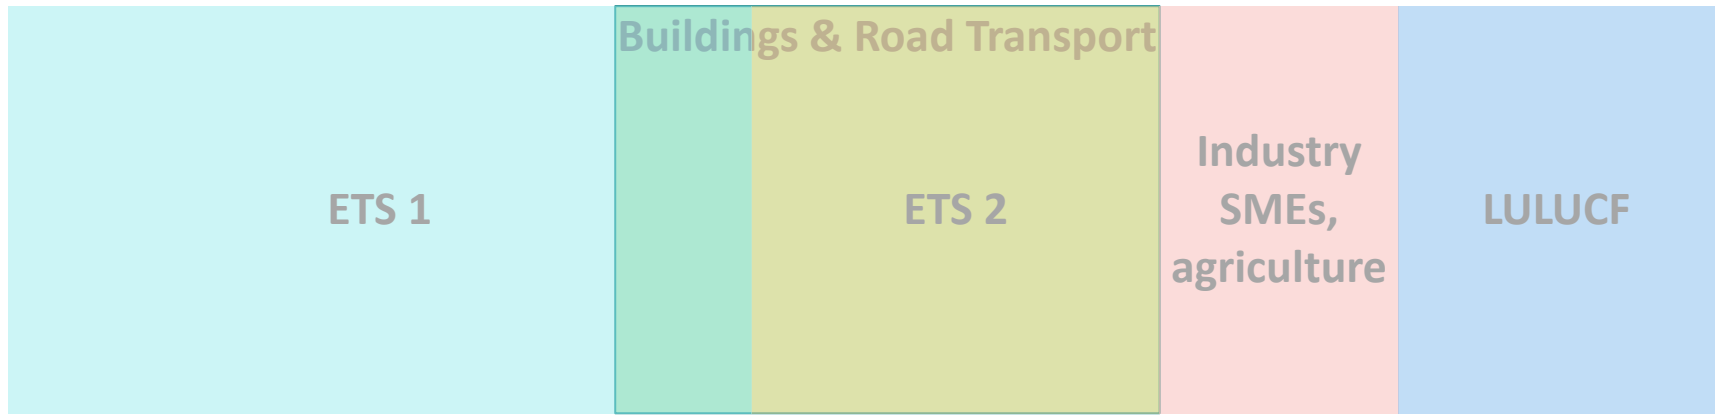 Buildings & Road Transport
ETS 1
ETS 2
Industry
SMEs,
agriculture
LULUCF